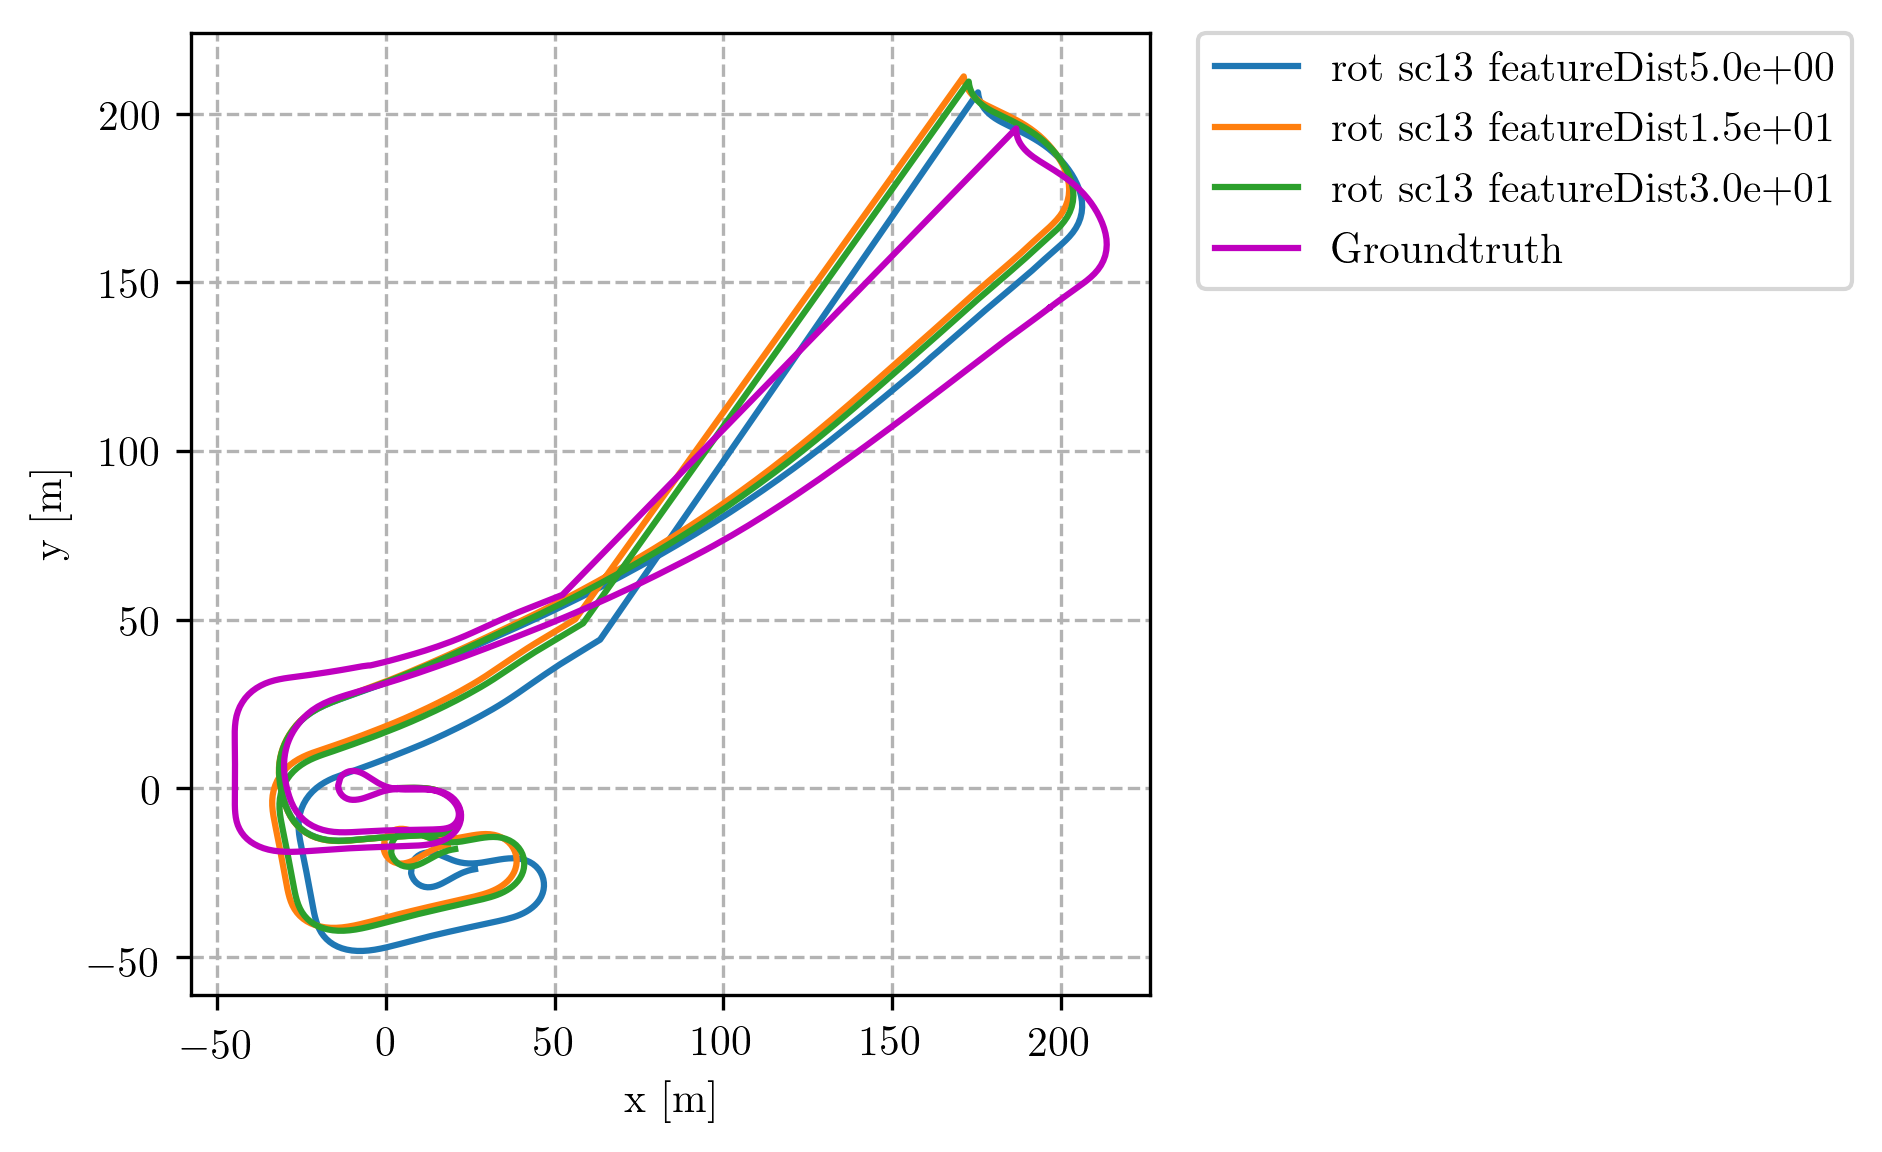 200
150
100
50
0
−50
y [m]
−50 0 50 100 150 200
x [m]
rot sc13 featureDist5.0e+00
rot sc13 featureDist1.5e+01
rot sc13 featureDist3.0e+01
Groundtruth